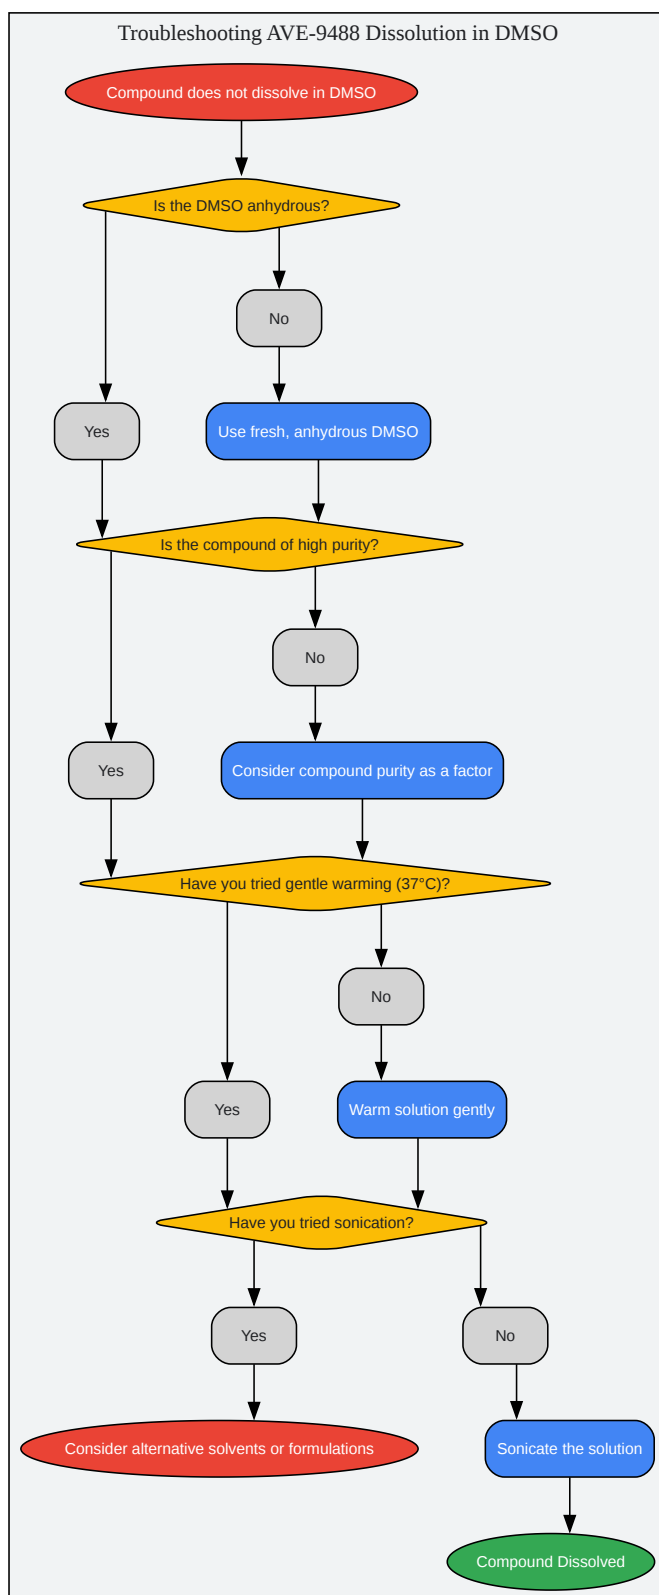 Troubleshooting AVE-9488 Dissolution in DMSO
Compound does not dissolve in DMSO
Is the DMSO anhydrous?
No
Yes
Use fresh, anhydrous DMSO
Is the compound of high purity?
No
Yes
Consider compound purity as a factor
Have you tried gentle warming (37°C)?
No
Yes
Warm solution gently
Have you tried sonication?
Yes
No
Consider alternative solvents or formulations
Sonicate the solution
Compound Dissolved